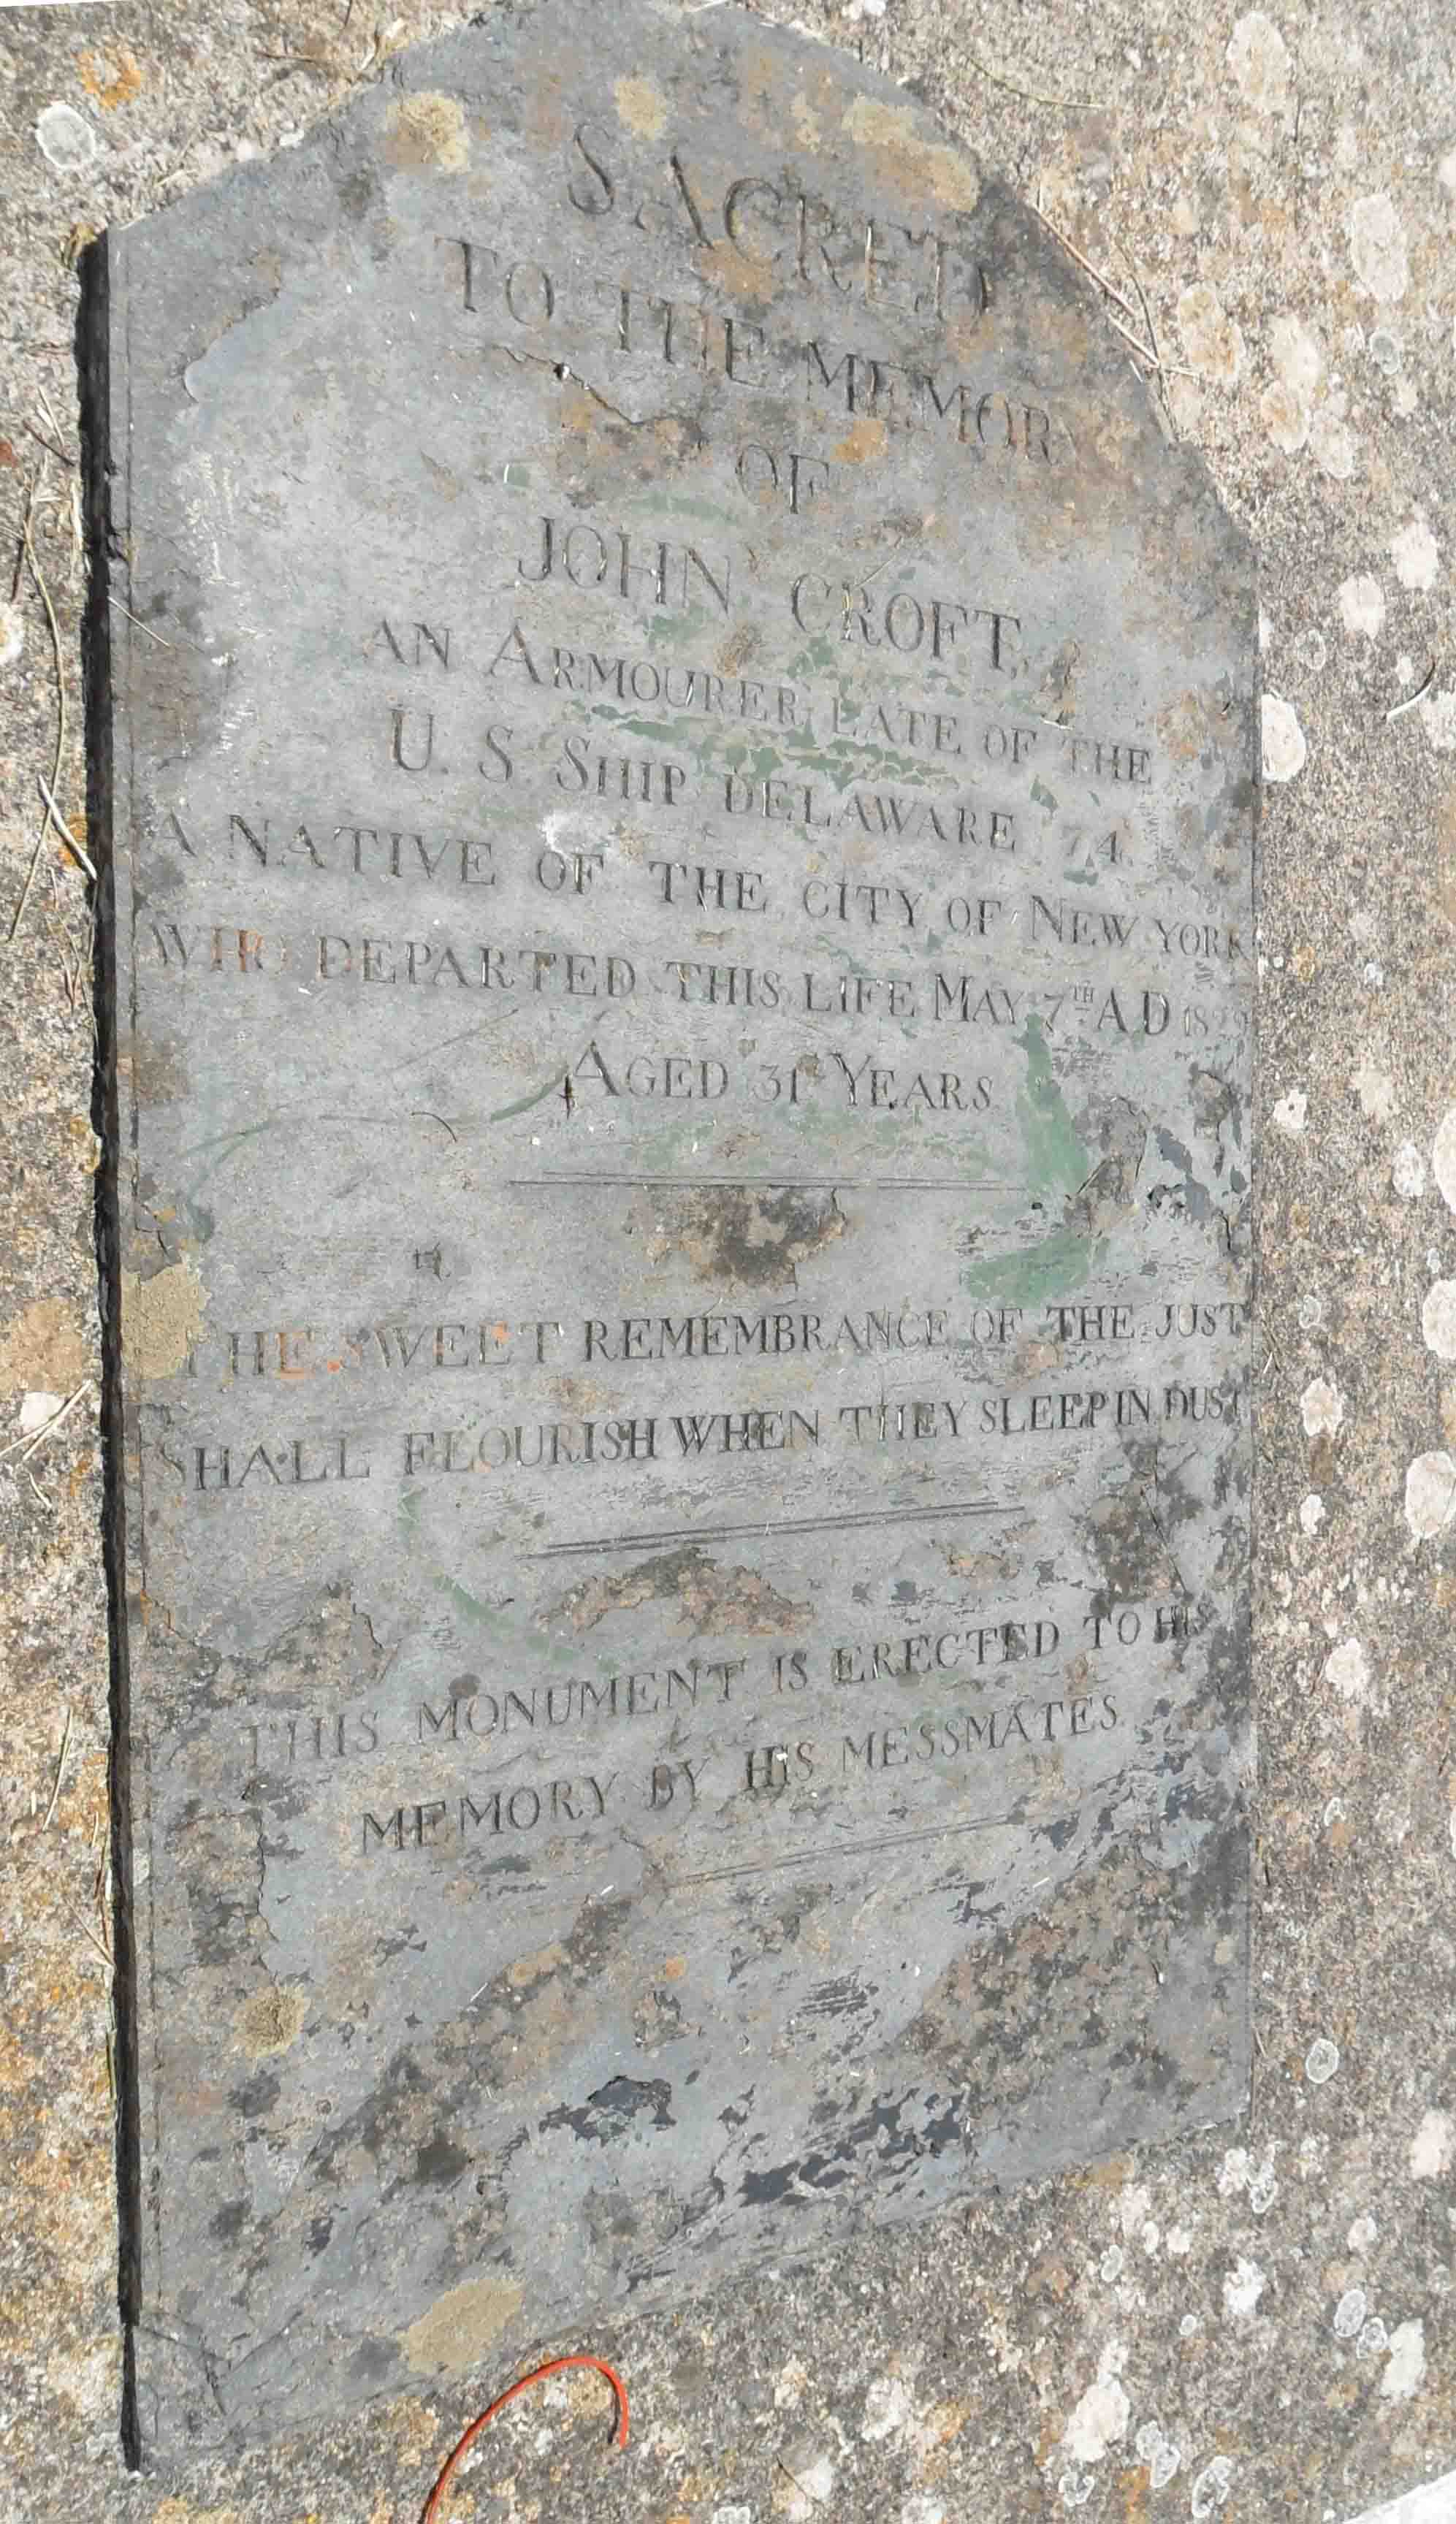 SACRED
TO THE MEMORY
OF
JOHN CROFT,
AN ARMOURER LATE OF THE
U. S. SHIP DELAWARE 74.
A NATIVE OF THE CITY OF NEW YORK
WHO DEPARTED THIS LIFE MAY 7TH A D 1829
AGED 31 YEARS
THE SWEET REMEMBRANCE OF THE JUST
SHALL FLOURISH WHEN THEY SLEEP IN DUST
THIS MONUMENT IS ERECTED TO HIS
MEMORY BY HIS MESSMATES